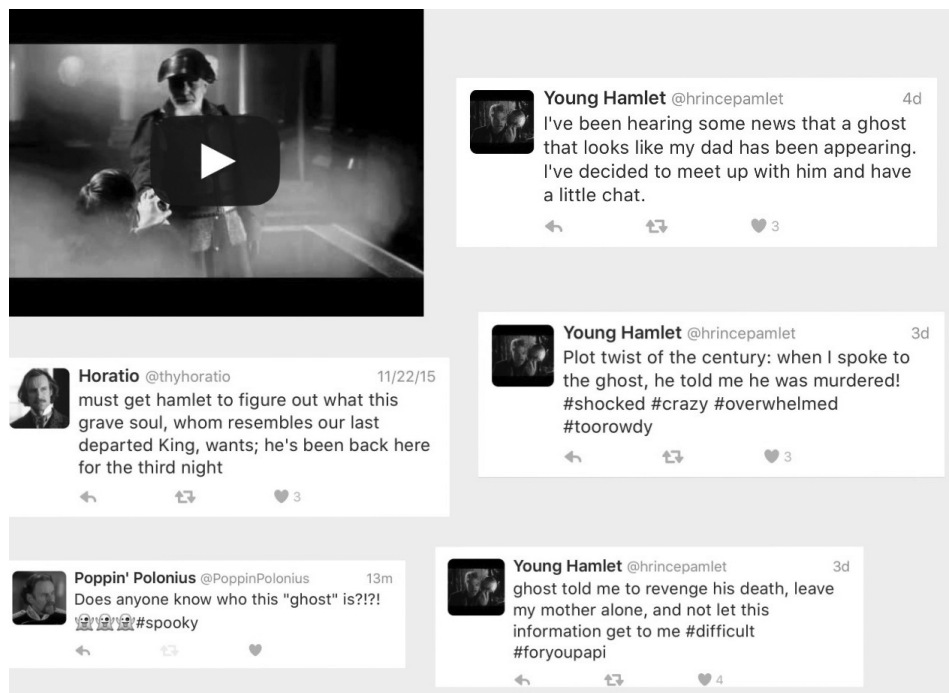 Young Hamlet @hrincepamlet 4d
I've been hearing some news that a ghost
that looks like my dad has been appearing.
I've decided to meet up with him and have
a little chat.
3
Young Hamlet @hrincepamlet 3d
Plot twist of the century: when I spoke to
the ghost, he told me he was murdered!
#shocked #crazy #overwhelmed
#toorowdy
3
Horatio @thyhoratio 11/22/15
must get hamlet to figure out what this
grave soul, whom resembles our last
departed King, wants; he's been back here
for the third night
3
Poppin' Polonius @PoppinPolonius 13m
Does anyone know who this "ghost" is?!?!
👻👻👻#spooky
Young Hamlet @hrincepamlet 3d
ghost told me to revenge his death, leave
my mother alone, and not let this
information get to me #difficult
#foryoupapi
4